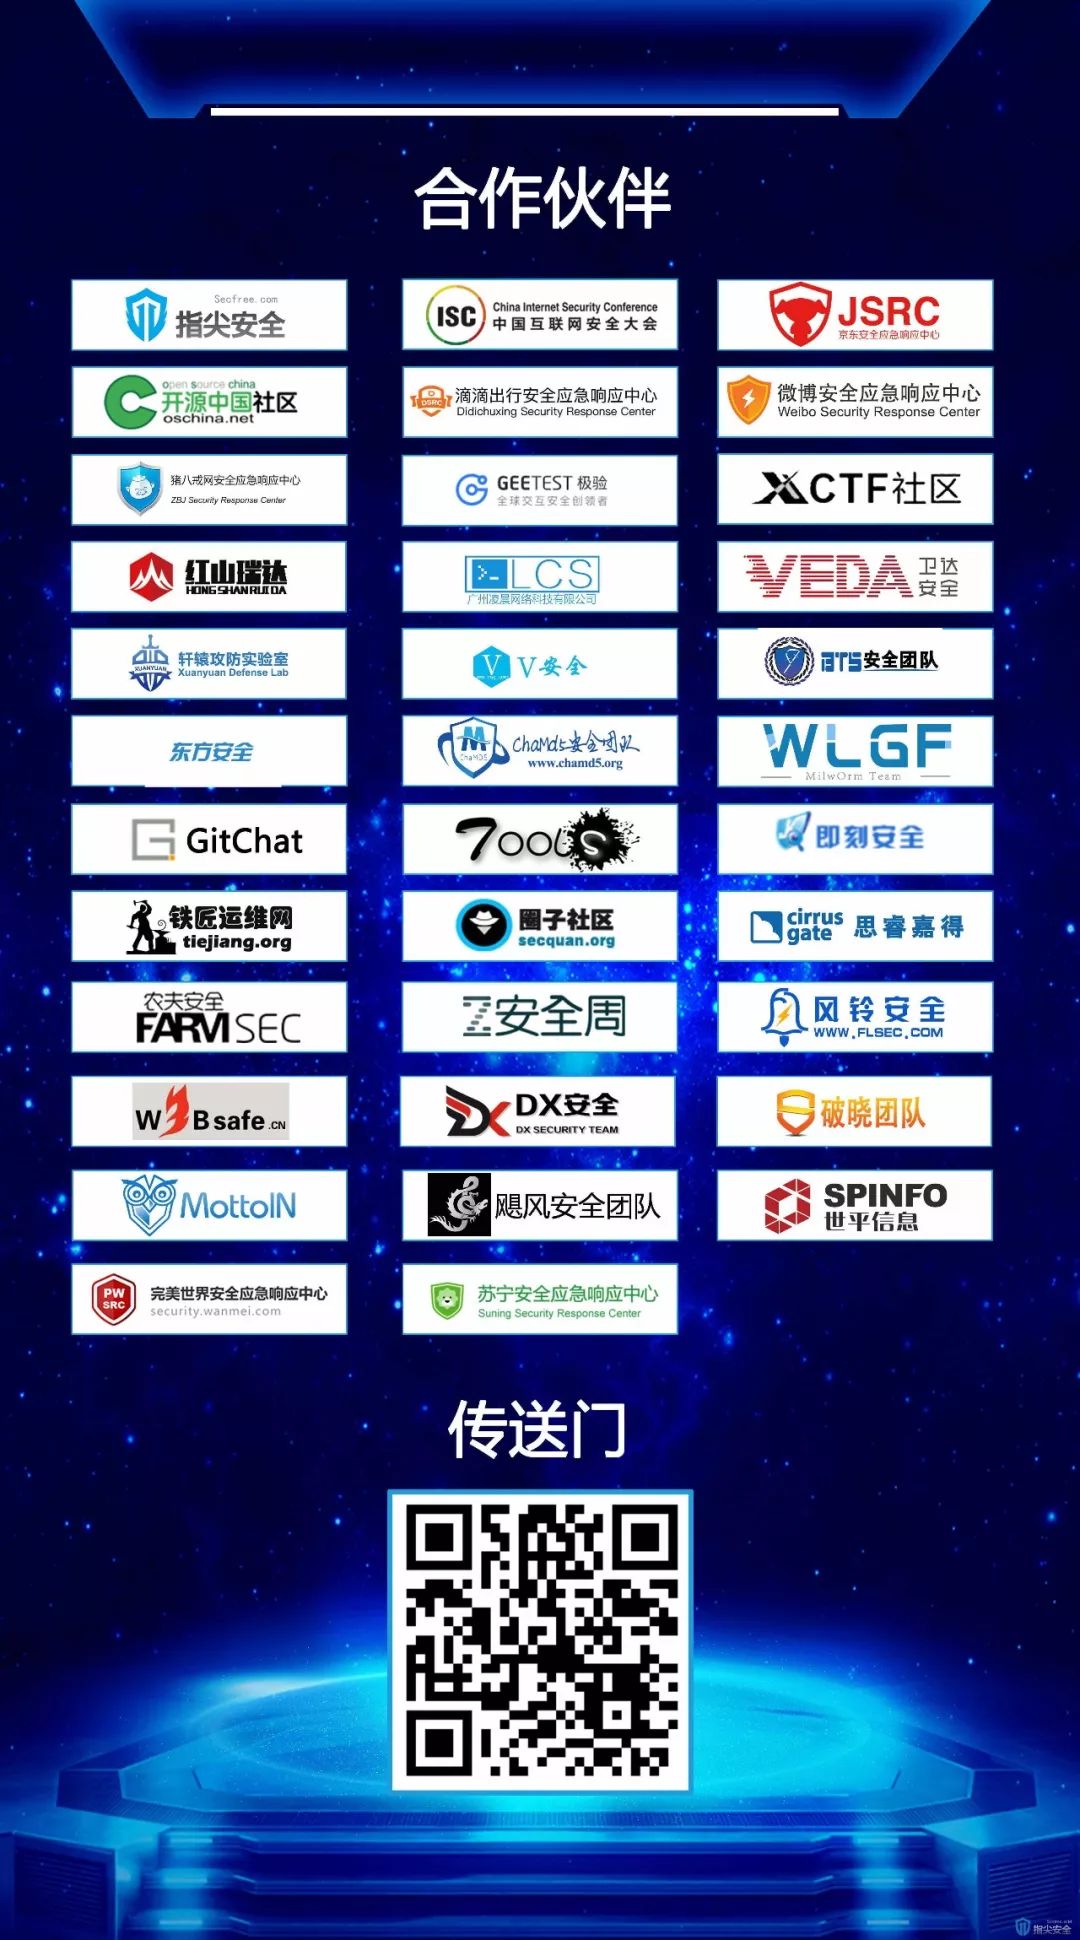 合作伙伴
Secfree.com
指尖安全
ISC
China Internet Security Conference
中国互联网安全大会
JSRC
京东安全应急响应中心
open source china
开源中国社区
oschina.net
DSRC
滴滴出行安全应急响应中心
Didichuxing Security Response Center
微博安全应急响应中心
Weibo Security Response Center
猪八戒网安全应急响应中心
ZBJ Security Response Center
GEETEST 极验
全球交互安全创领者
XCTF社区
红山瑞达
HONGSHANRUIDA
LCS
广州凌晨网络科技有限公司
VEDA 卫达安全
XUANYUAN
轩辕攻防实验室
Xuanyuan Defense Lab
V安全
BTS安全团队
东方安全
ChaMD5
ChaMd5安全团队
www.chamd5.org
WLGF
MilwOrm Team
GitChat
7ools
即刻安全
铁匠运维网
tiejiang.org
圈子社区
secquan.org
cirrus
gate
思睿嘉得
农夫安全
FARMSEC
Z安全周
风铃安全
WWW.FLSEC.COM
W3Bsafe.CN
DX安全
DX SECURITY TEAM
破晓团队
MottoIN
飓风安全团队
SPINFO
世平信息
PW
SRC
完美世界安全应急响应中心
security.wanmei.com
苏宁安全应急响应中心
Suning Security Response Center
传送门
指尖安全